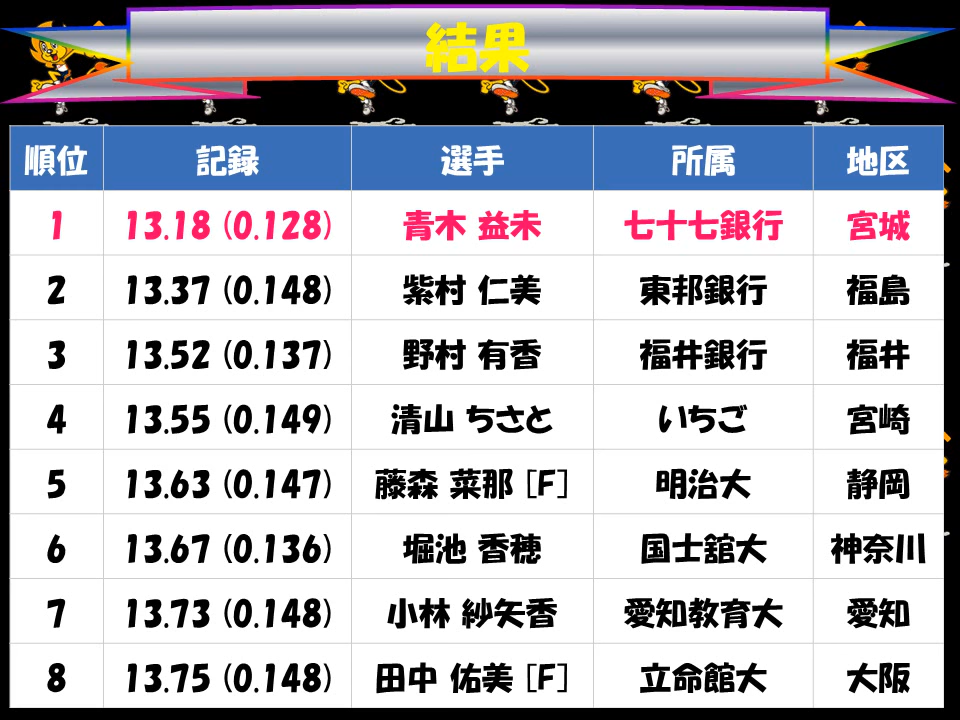 結果
順位 記録 選手 所属 地区
1 13.18 (0.128) 青木 益未 七十七銀行 宮城
2 13.37 (0.148) 紫村 仁美 東邦銀行 福島
3 13.52 (0.137) 野村 有香 福井銀行 福井
4 13.55 (0.149) 清山 ちさと いちご 宮崎
5 13.63 (0.147) 藤森 菜那 [F] 明治大 静岡
6 13.67 (0.136) 堀池 香穂 国士舘大 神奈川
7 13.73 (0.148) 小林 紗矢香 愛知教育大 愛知
8 13.75 (0.148) 田中 佑美 [F] 立命館大 大阪